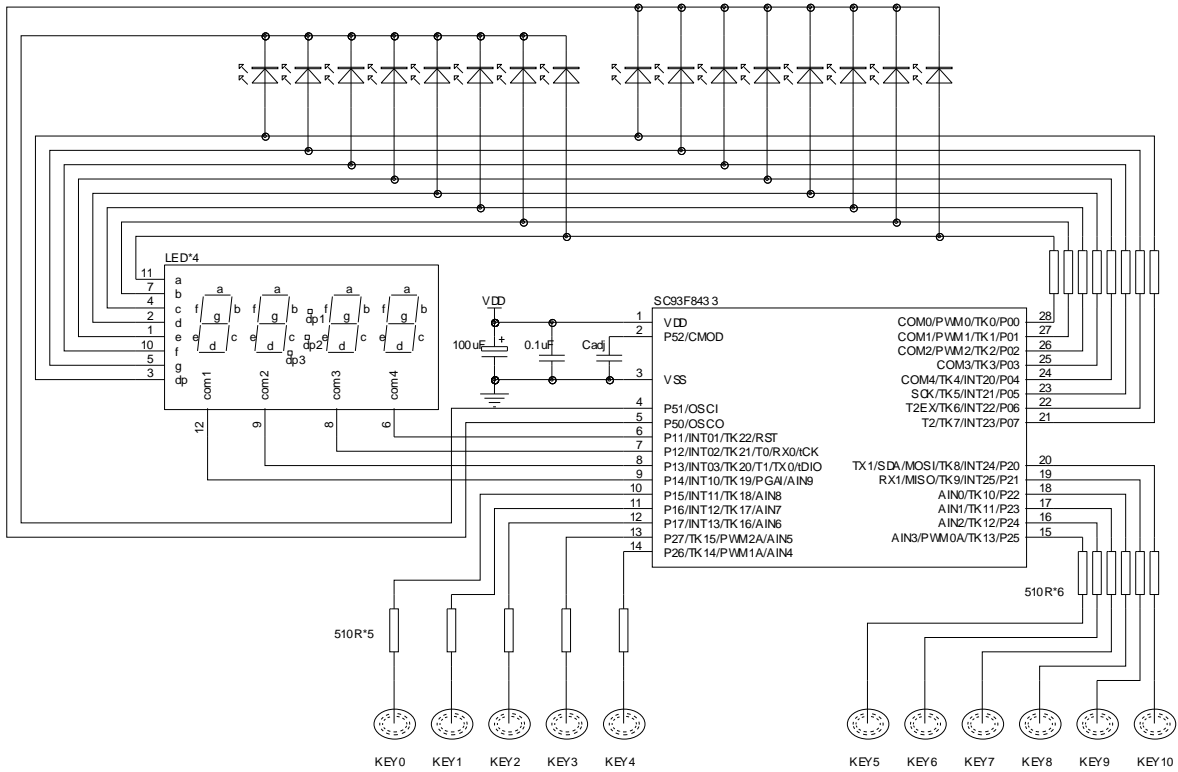 LED*4
11 a
7 b
4 c
2 d
1 e
10 f
5 g
3 dp
a f g b e d c
a f g b e d c
dp1
dp2
dp3
a f g b e d c
a f g b e d c
com1
com2
com3
com4
12
9
8
6
VDD
100uF
+
0.1uF
Cadj
SC93F8433
1 VDD
2 P52/CMOD
3 VSS
4 P51/OSCI
5 P50/OSCO
6 P11/INT01/TK22/RST
7 P12/INT02/TK21/T0/RX0/tCK
8 P13/INT03/TK20/T1/TX0/tDIO
9 P14/INT10/TK19/PGAI/AIN9
10 P15/INT11/TK18/AIN8
11 P16/INT12/TK17/AIN7
12 P17/INT13/TK16/AIN6
13 P27/TK15/PWM2A/AIN5
14 P26/TK14/PWM1A/AIN4
COM0/PWM0/TK0/P00 28
COM1/PWM1/TK1/P01 27
COM2/PWM2/TK2/P02 26
COM3/TK3/P03 25
COM4/TK4/INT20/P04 24
SCK/TK5/INT21/P05 23
T2EX/TK6/INT22/P06 22
T2/TK7/INT23/P07 21
TX1/SDA/MOSI/TK8/INT24/P20 20
RX1/MISO/TK9/INT25/P21 19
AIN0/TK10/P22 18
AIN1/TK11/P23 17
AIN2/TK12/P24 16
AIN3/PWM0A/TK13/P25 15
510R*5
510R*6
KEY0 KEY1 KEY2 KEY3 KEY4 KEY5 KEY6 KEY7 KEY8 KEY9 KEY10